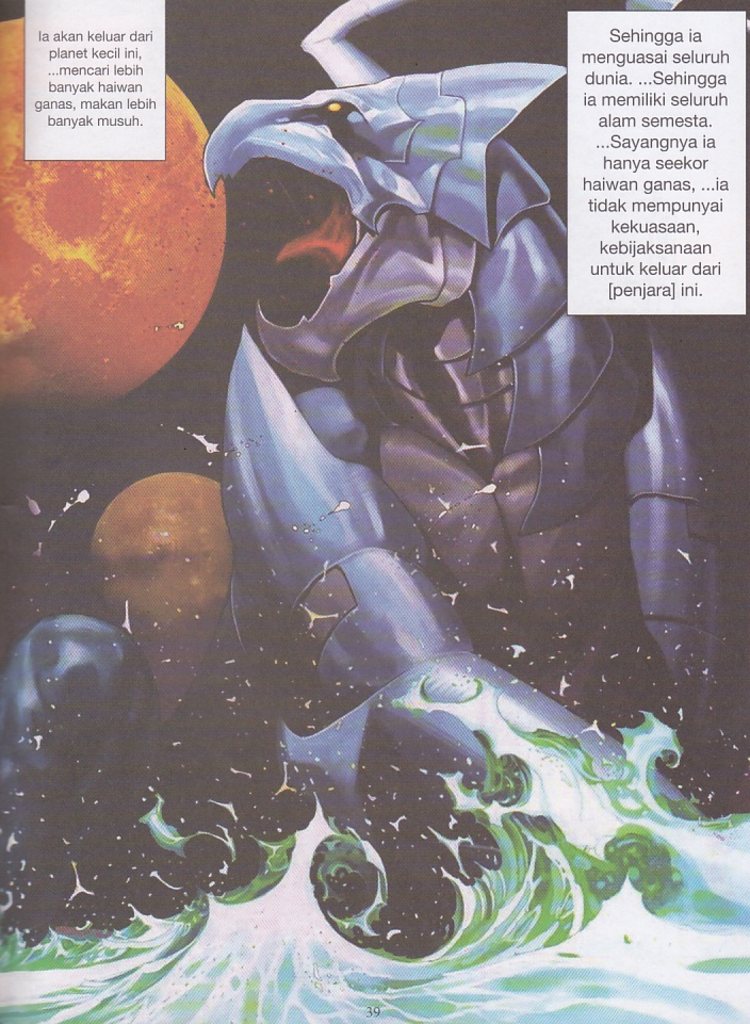 Ia akan keluar dari
planet kecil ini,
...mencari lebih
banyak haiwan
ganas, makan lebih
banyak musuh.
Sehingga ia
menguasai seluruh
dunia. ...Sehingga
ia memiliki seluruh
alam semesta.
...Sayangnya ia
hanya seekor
haiwan ganas, ...ia
tidak mempunyai
kekuasaan,
kebijaksanaan
untuk keluar dari
[penjara] ini.
39